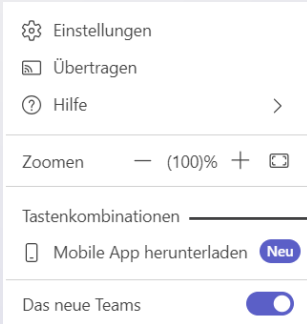 Einstellungen
Übertragen
Hilfe
Zoomen — (100)% +
Tastenkombinationen
Mobile App herunterladen Neu
Das neue Teams